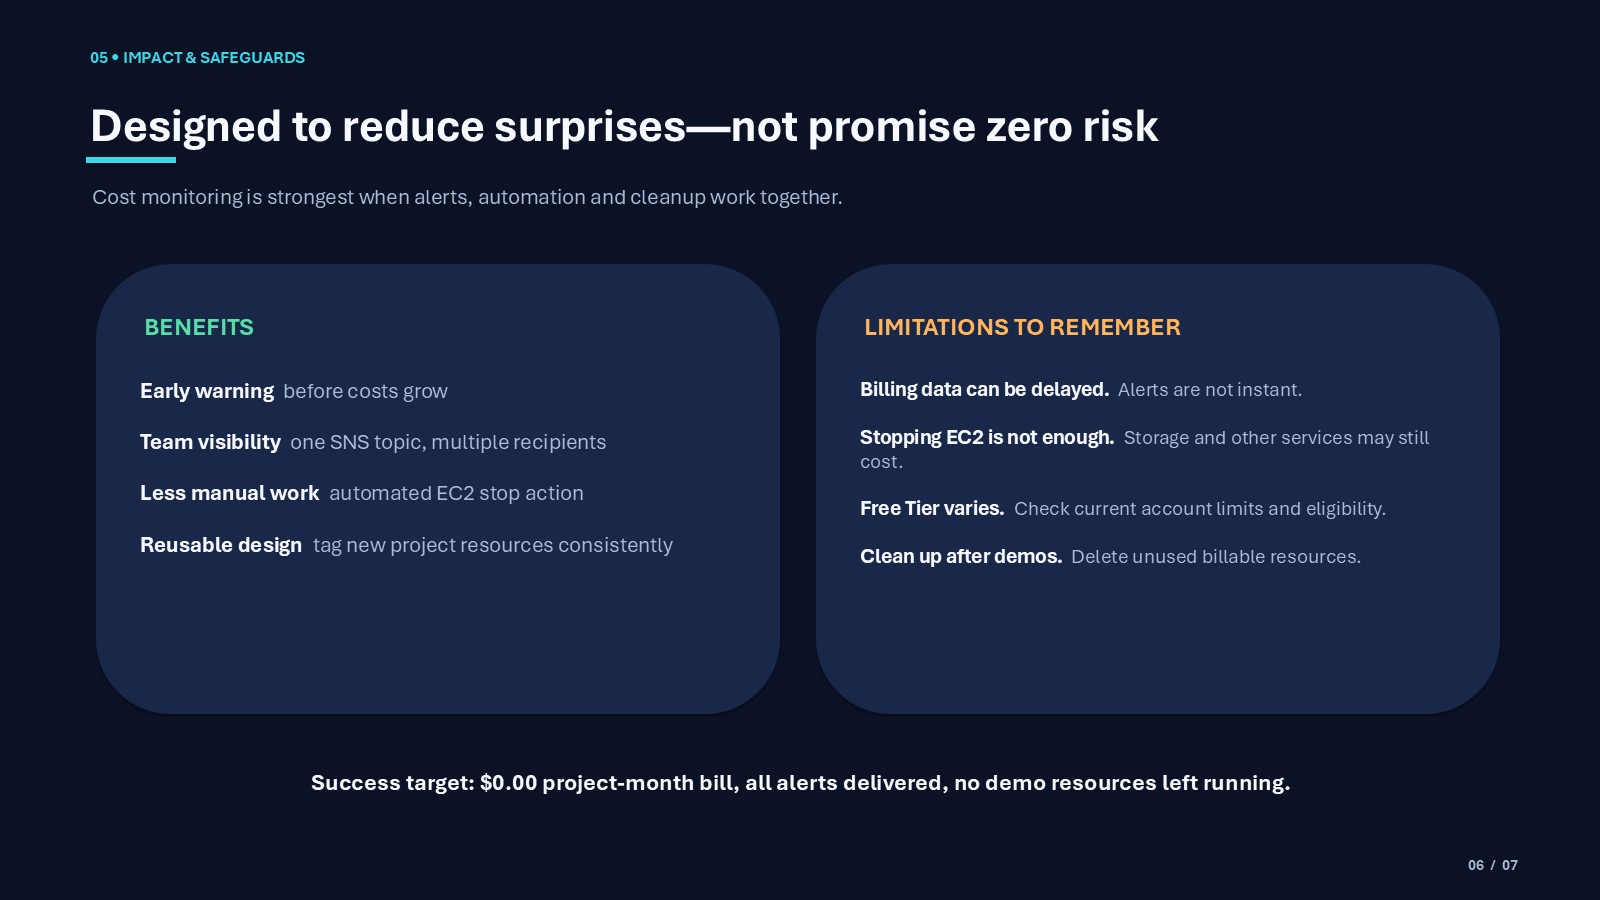 05 • IMPACT & SAFEGUARDS
Designed to reduce surprises—not promise zero risk
Cost monitoring is strongest when alerts, automation and cleanup work together.
BENEFITS
Early warning before costs grow
Team visibility one SNS topic, multiple recipients
Less manual work automated EC2 stop action
Reusable design tag new project resources consistently
LIMITATIONS TO REMEMBER
Billing data can be delayed. Alerts are not instant.
Stopping EC2 is not enough. Storage and other services may still
cost.
Free Tier varies. Check current account limits and eligibility.
Clean up after demos. Delete unused billable resources.
Success target: $0.00 project-month bill, all alerts delivered, no demo resources left running.
06 / 07